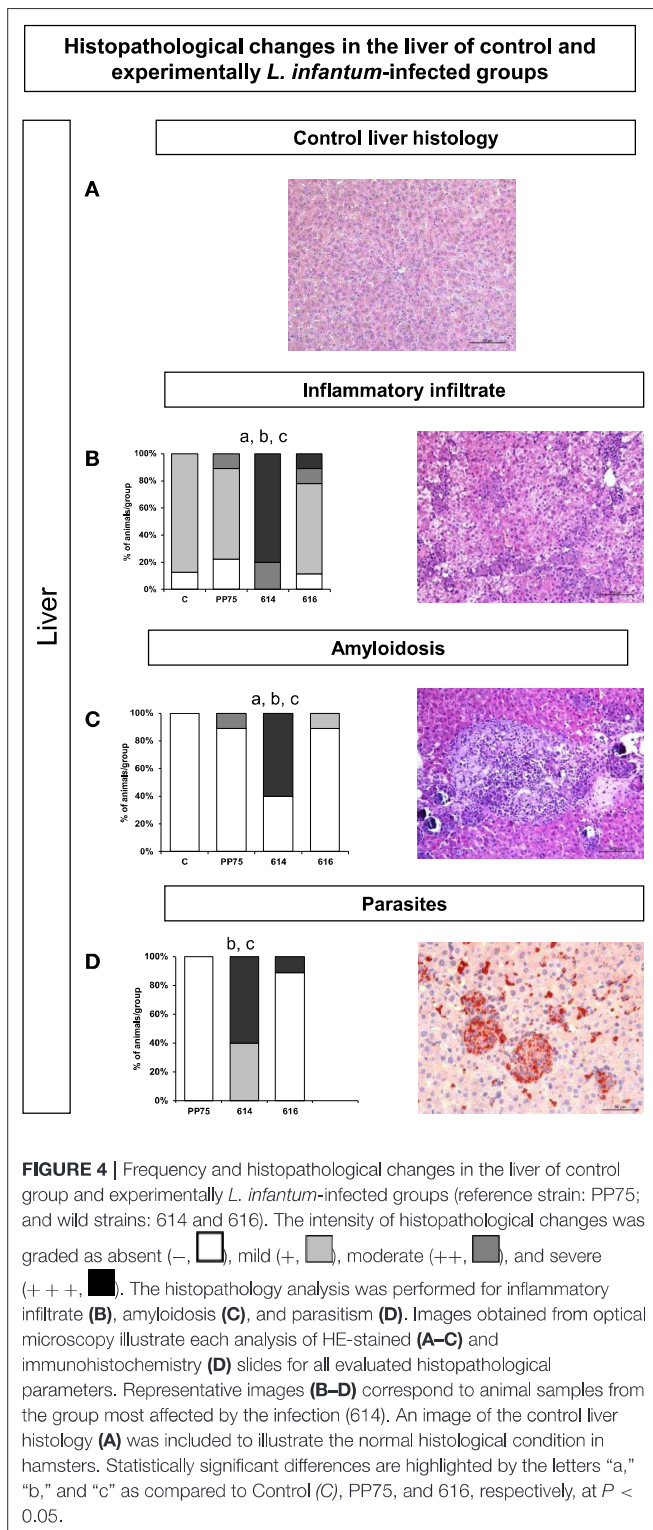 Histopathological changes in the liver of control and
experimentally L. infantum-infected groups
Liver
Control liver histology
A
Inflammatory infiltrate
B
a, b, c
100%
80%
60%
40%
20%
0%
% of animals/group
C PP75 614 616
Amyloidosis
C
a, b, c
100%
80%
60%
40%
20%
0%
% of animals/group
C PP75 614 616
Parasites
D
b, c
100%
80%
60%
40%
20%
0%
% of animals/group
PP75 614 616
FIGURE 4 | Frequency and histopathological changes in the liver of control
group and experimentally L. infantum-infected groups (reference strain: PP75;
and wild strains: 614 and 616). The intensity of histopathological changes was
graded as absent (−, ), mild (+, ), moderate (++, ), and severe
(+ + +, ). The histopathology analysis was performed for inflammatory
infiltrate (B), amyloidosis (C), and parasitism (D). Images obtained from optical
microscopy illustrate each analysis of HE-stained (A–C) and
immunohistochemistry (D) slides for all evaluated histopathological
parameters. Representative images (B–D) correspond to animal samples from
the group most affected by the infection (614). An image of the control liver
histology (A) was included to illustrate the normal histological condition in
hamsters. Statistically significant differences are highlighted by the letters “a,”
“b,” and “c” as compared to Control (C), PP75, and 616, respectively, at P <
0.05.